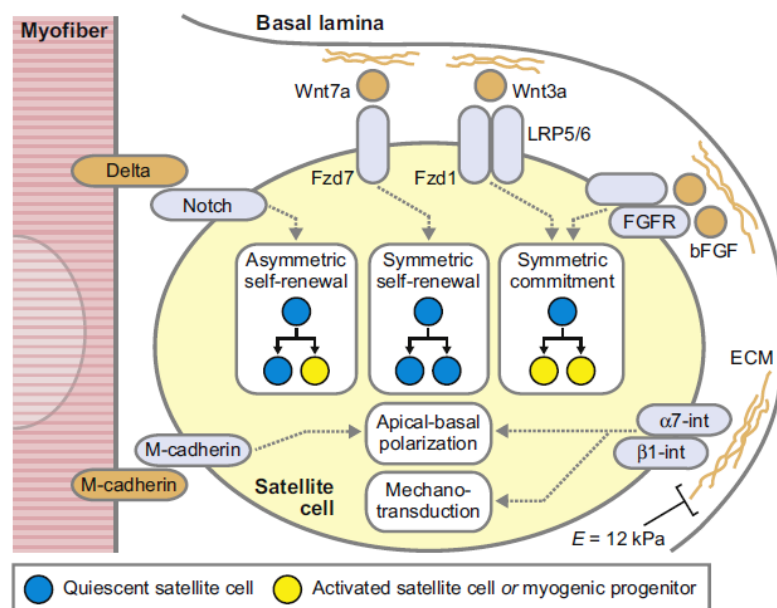 Myofiber
Basal lamina
Wnt7a
Wnt3a
LRP5/6
Delta
Fzd7
Fzd1
Notch
FGFR
bFGF
Asymmetric
self-renewal
Symmetric
self-renewal
Symmetric
commitment
ECM
M-cadherin
Apical-basal
polarization
α7-int
β1-int
M-cadherin
Satellite
cell
Mechano-
transduction
E = 12 kPa
Quiescent satellite cell
Activated satellite cell or myogenic progenitor